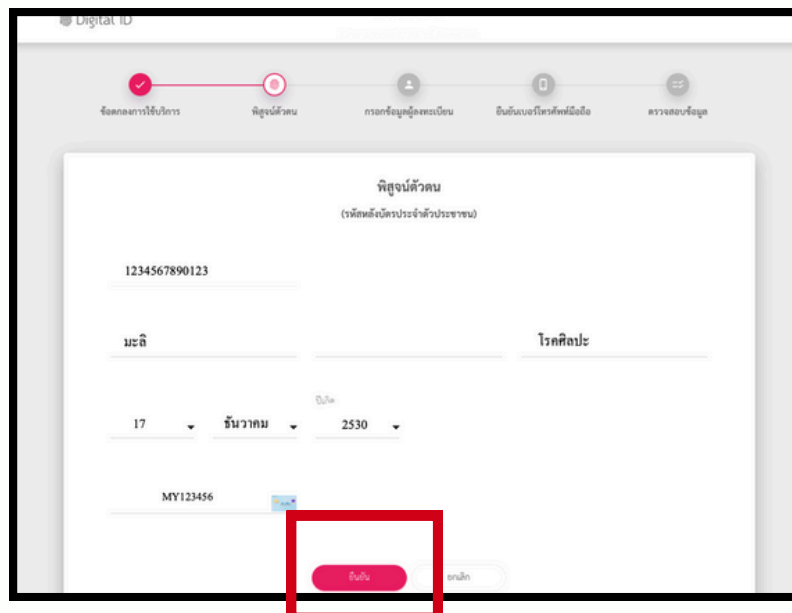 Digital ID
ข้อตกลงการใช้บริการ
พิสูจน์ตัวตน
กรอกข้อมูลผู้ลงทะเบียน
ยืนยันเบอร์โทรศัพท์มือถือ
ตรวจสอบข้อมูล
พิสูจน์ตัวตน
(รหัสหลังบัตรประจำตัวประชาชน)
1234567890123
มะลิ โรคศิลปะ
ปีเกิด
17 ธันวาคม 2530
MY123456
ยืนยัน ยกเลิก